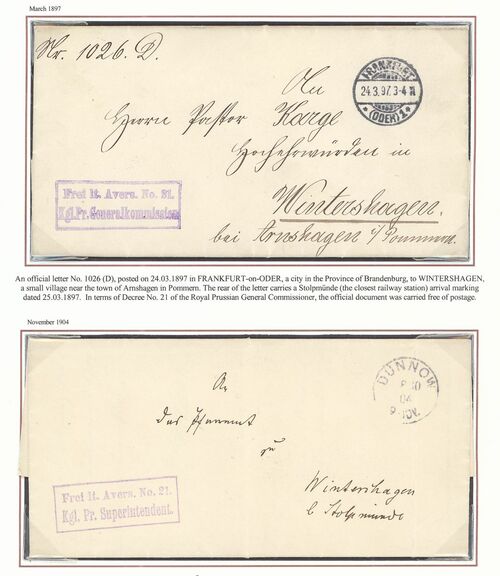 March 1897
Nr. 1026. D.
FRANKFURT
24.3.97. 3-4 N
* (ODER) 1 *
An
Herrn Pastor Karge
Hochehrwürden in
Wintershagen.
bei Arnshagen i/Pommern.
Frei lt. Avers. No. 21.
Kgl. Pr. Generalkommission
An official letter No. 1026 (D), posted on 24.03.1897 in FRANKFURT-on-ODER, a city in the Province of Brandenburg, to WINTERSHAGEN,
a small village near the town of Arnshagen in Pommern. The rear of the letter carries a Stolpmünde (the closest railway station) arrival marking
dated 25.03.1897. In terms of Decree No. 21 of the Royal Prussian General Commissioner, the official document was carried free of postage.
November 1904
DÜNNOW
04
9 NOV.
An
das Pfarramt
zu
Wintershagen
b Stolpmünde
Frei lt. Avers. No. 21.
Kgl. Pr. Superintendent.